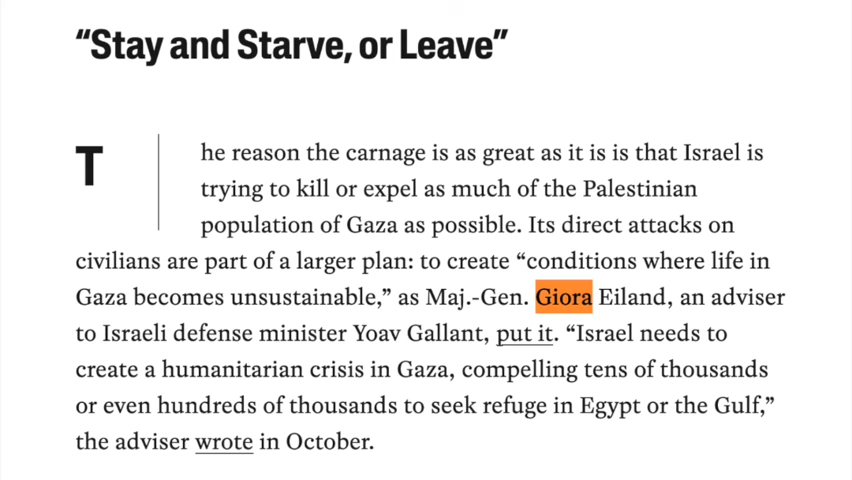 “Stay and Starve, or Leave”
The reason the carnage is as great as it is is that Israel is
trying to kill or expel as much of the Palestinian
population of Gaza as possible. Its direct attacks on
civilians are part of a larger plan: to create “conditions where life in
Gaza becomes unsustainable,” as Maj.-Gen. Giora Eiland, an adviser
to Israeli defense minister Yoav Gallant, put it. “Israel needs to
create a humanitarian crisis in Gaza, compelling tens of thousands
or even hundreds of thousands to seek refuge in Egypt or the Gulf,”
the adviser wrote in October.